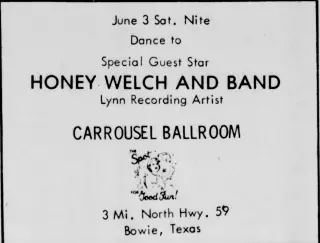 June 3 Sat. Nite
Dance to
Special Guest Star
HONEY WELCH AND BAND
Lynn Recording Artist
CARROUSEL BALLROOM
THE
Spot
FOR
Good Fun!
3 Mi. North Hwy. 59
Bowie, Texas